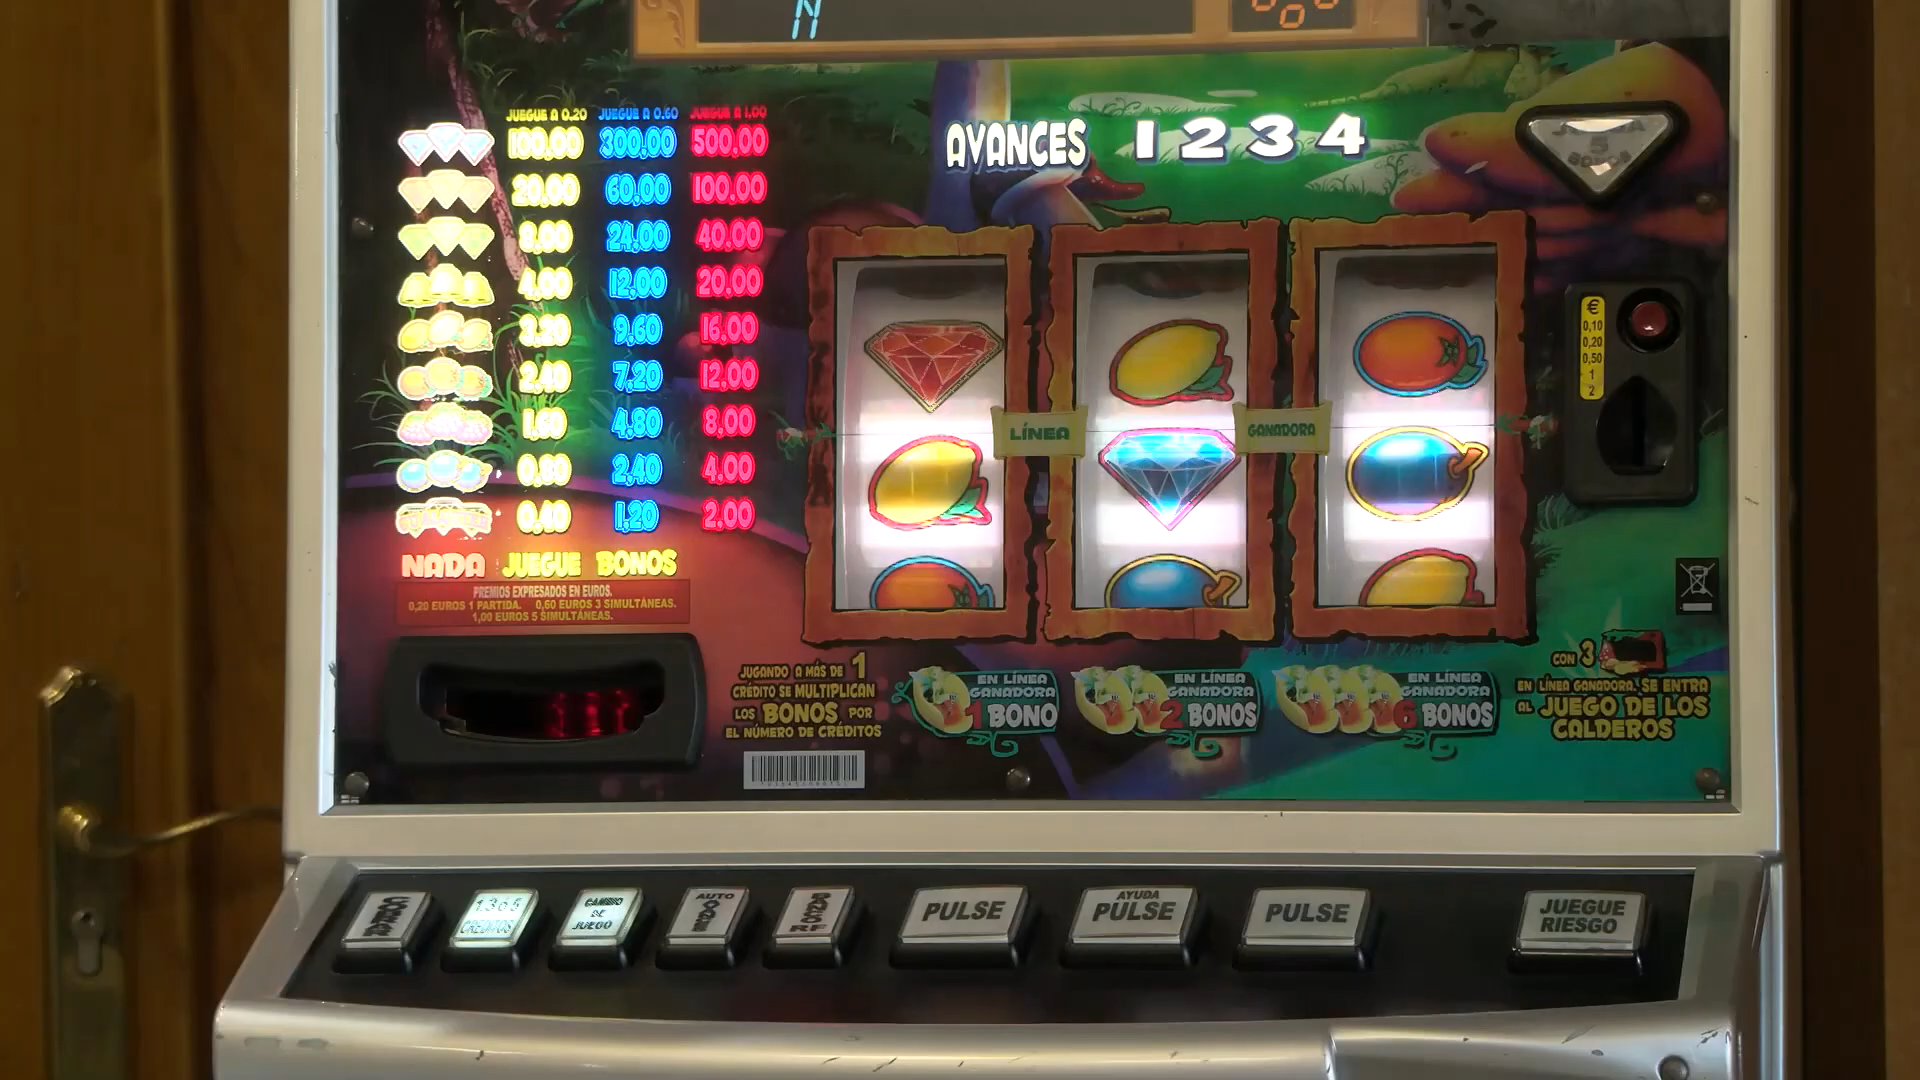 N
JUEGUE A 0.20 JUEGUE A 0.60 JUEGUE A 1.00
100,00 300,00 500,00
20,00 60,00 100,00
8,00 24,00 40,00
4,00 12,00 20,00
3,20 9,60 16,00
2,40 7,20 12,00
1,60 4,80 8,00
0,80 2,40 4,00
0,40 1,20 2,00
NADA JUEGUE BONOS
PREMIOS EXPRESADOS EN EUROS.
0,20 EUROS 1 PARTIDA. 0,60 EUROS 3 SIMULTÁNEAS.
1,00 EUROS 5 SIMULTÁNEAS.
AVANCES 1 2 3 4
5
BONOS
LÍNEA
GANADORA
€
0,10
0,20
0,50
1
2
JUGANDO A MÁS DE 1
CRÉDITO SE MULTIPLICAN
LOS BONOS POR
EL NÚMERO DE CRÉDITOS
EN LÍNEA
GANADORA
1 BONO
EN LÍNEA
GANADORA
2 BONOS
EN LÍNEA
GANADORA
6 BONOS
CON 3
EN LÍNEA GANADORA, SE ENTRA
AL JUEGO DE LOS
CALDEROS
CRÉDITOS
CAMBIO
DE
JUEGO
AUTO
PULSE
AYUDA
PULSE
PULSE
JUEGUE
RIESGO